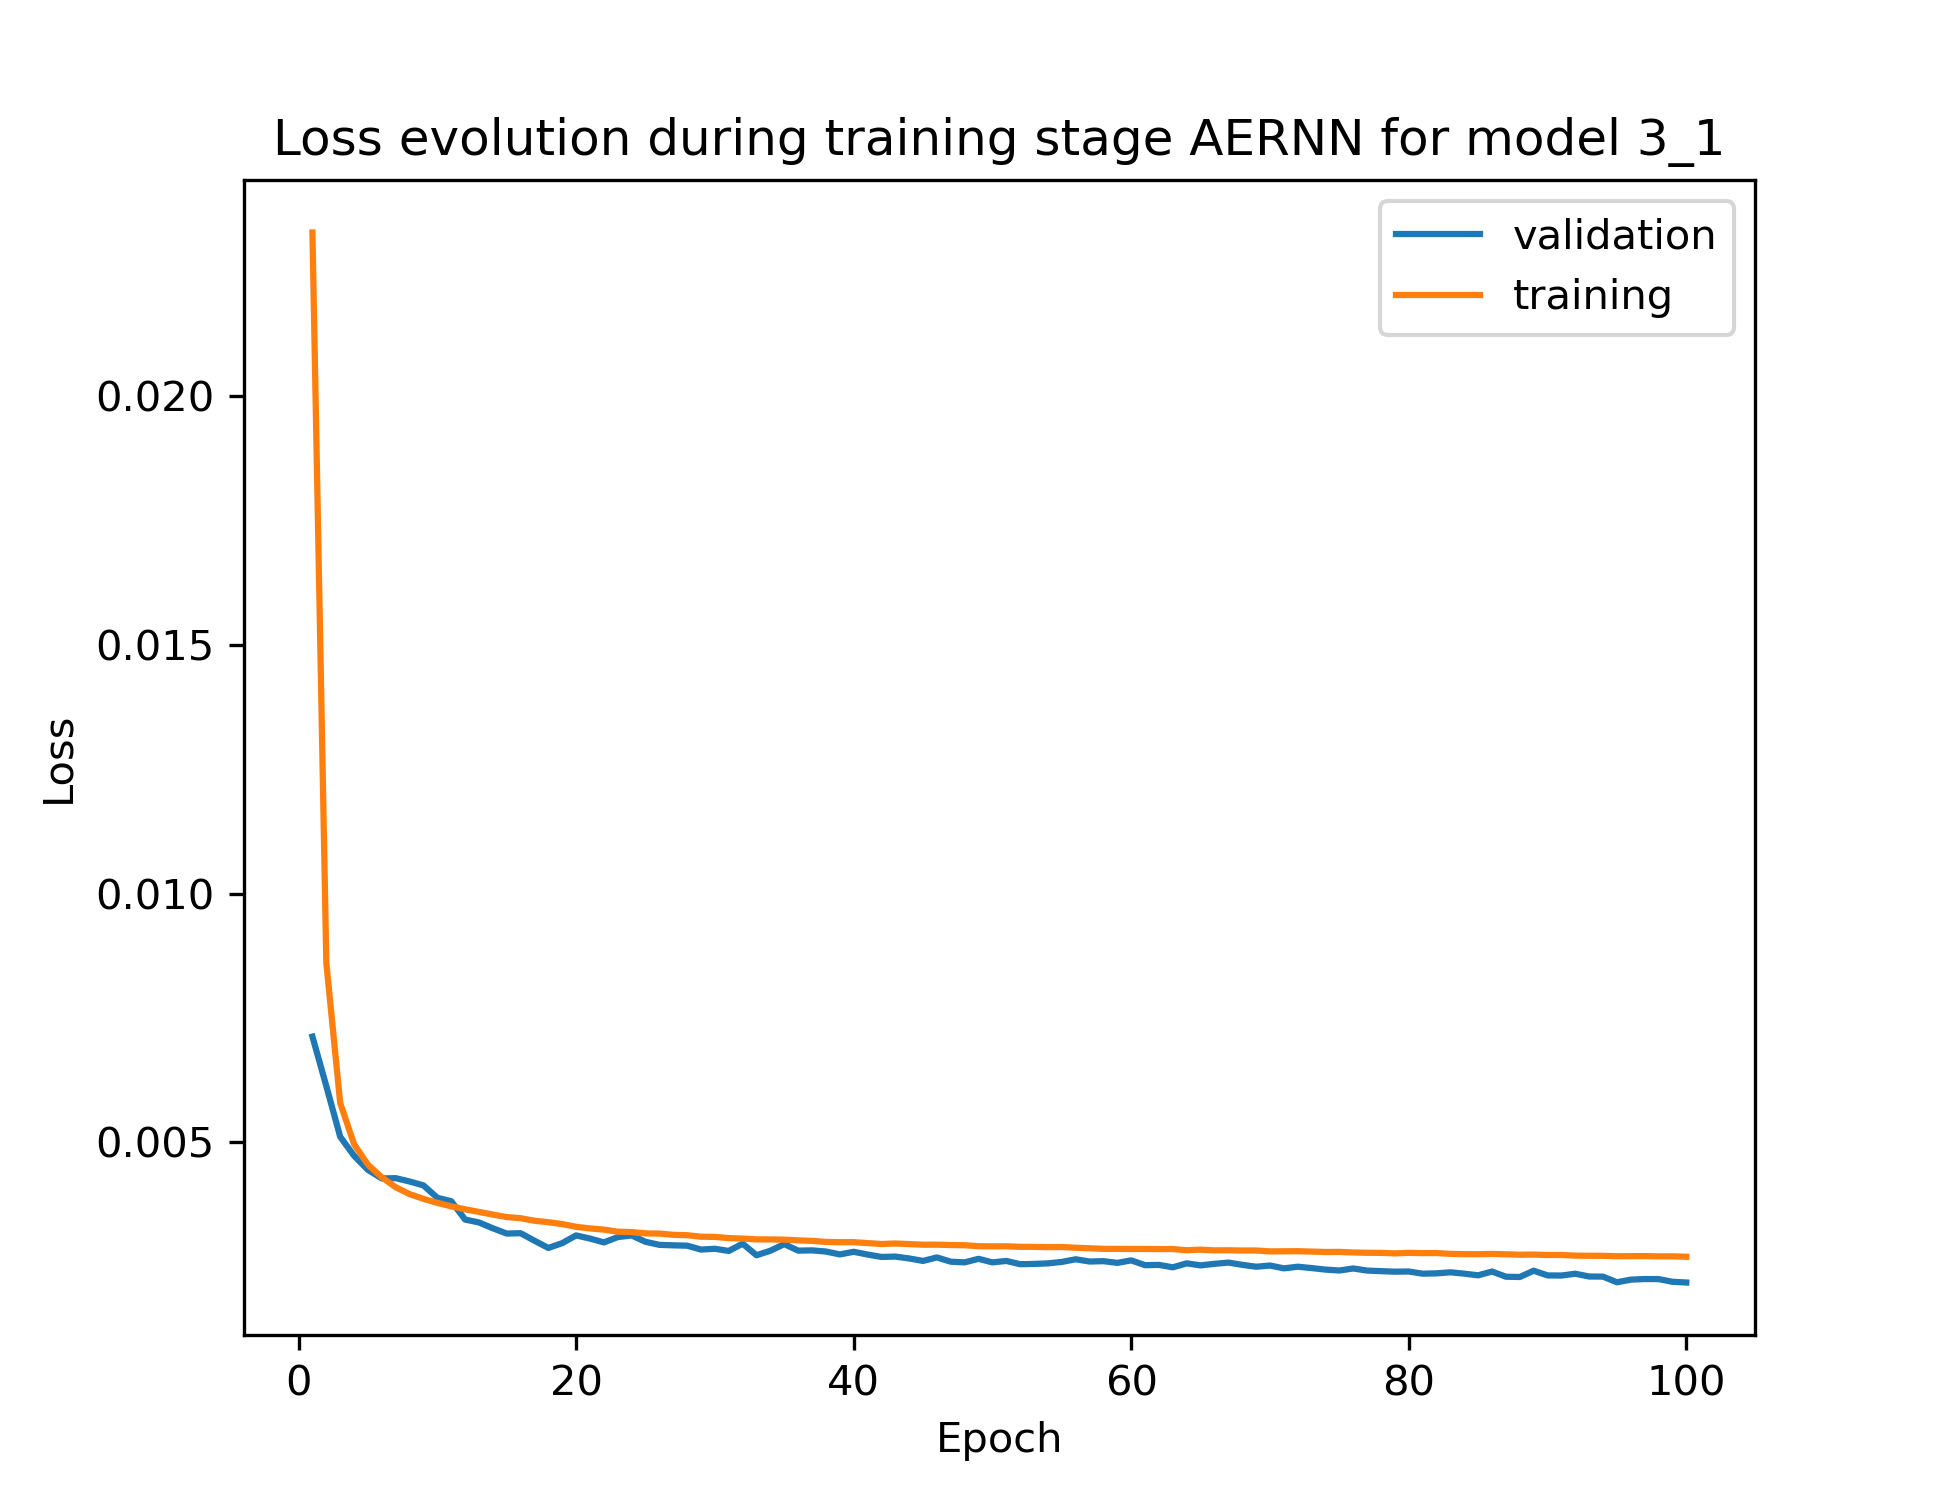 Loss evolution during training stage AERNN for model 3_1
validation
training
0.020
0.015
0.010
0.005
Loss
0 20 40 60 80 100
Epoch